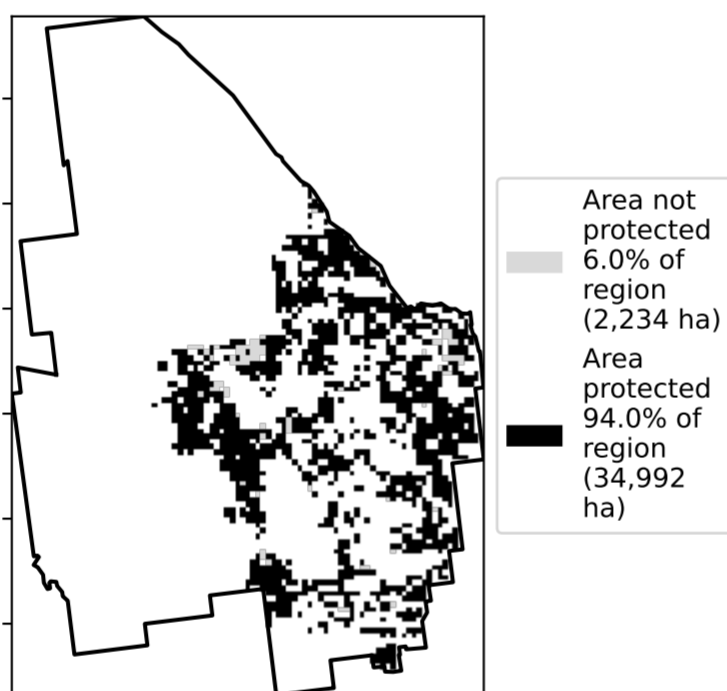 Area not
protected
6.0% of
region
(2,234 ha)
Area
protected
94.0% of
region
(34,992
ha)